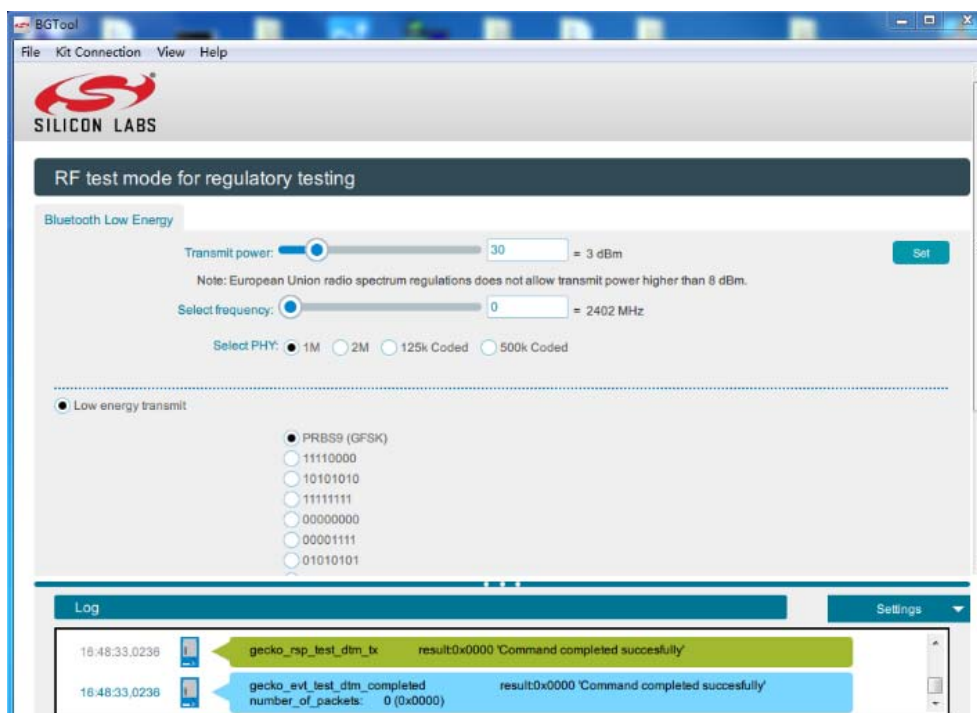 BGTool
File Kit Connection View Help
SILICON LABS
RF test mode for regulatory testing
Bluetooth Low Energy
Transmit power: 30 = 3 dBm Set
Note: European Union radio spectrum regulations does not allow transmit power higher than 8 dBm.
Select frequency: 0 = 2402 MHz
Select PHY: 1M 2M 125k Coded 500k Coded
Low energy transmit
PRBS9 (GFSK)
11110000
10101010
11111111
00000000
00001111
01010101
Log Settings
16:48:33,0236 gecko_rsp_test_dtm_tx result:0x0000 'Command completed succesfully'
16:48:33,0236 gecko_evt_test_dtm_completed result:0x0000 'Command completed succesfully'
number_of_packets: 0 (0x0000)